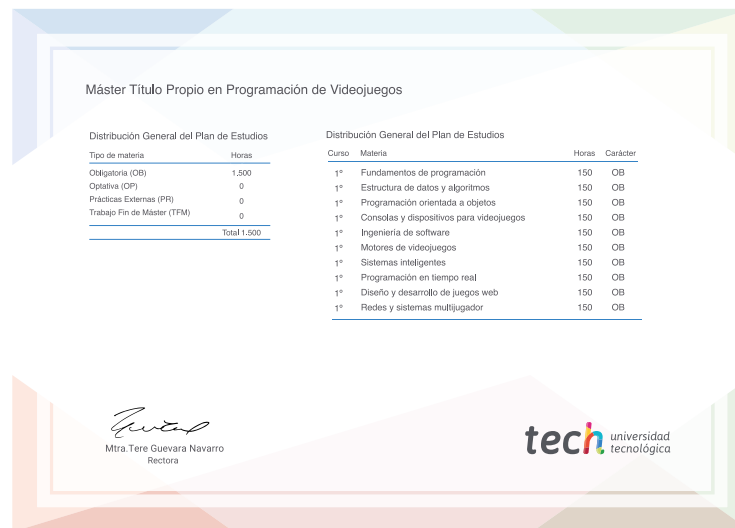 Máster Título Propio en Programación de Videojuegos
Distribución General del Plan de Estudios
Tipo de materia Horas
Obligatoria (OB) 1.500
Optativa (OP) 0
Prácticas Externas (PR) 0
Trabajo Fin de Máster (TFM) 0
Total 1.500
Distribución General del Plan de Estudios
Curso Materia Horas Carácter
1º Fundamentos de programación 150 OB
1º Estructura de datos y algoritmos 150 OB
1º Programación orientada a objetos 150 OB
1º Consolas y dispositivos para videojuegos 150 OB
1º Ingeniería de software 150 OB
1º Motores de videojuegos 150 OB
1º Sistemas inteligentes 150 OB
1º Programación en tiempo real 150 OB
1º Diseño y desarrollo de juegos web 150 OB
1º Redes y sistemas multijugador 150 OB
Mtra.Tere Guevara Navarro
Rectora
tech universidad
tecnológica